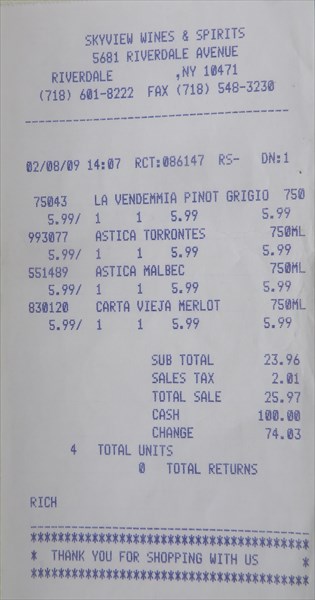 SKYVIEW WINES & SPIRITS
5681 RIVERDALE AVENUE
RIVERDALE ,NY 10471
(718) 601-8222 FAX (718) 548-3230
02/08/09 14:07 RCT:086147 RS- DN:1
75043 LA VENDEMMIA PINOT GRIGIO 750
5.99/ 1 1 5.99 5.99
993077 ASTICA TORRONTES 750ML
5.99/ 1 1 5.99 5.99
551489 ASTICA MALBEC 750ML
5.99/ 1 1 5.99 5.99
830120 CARTA VIEJA MERLOT 750ML
5.99/ 1 1 5.99 5.99
SUB TOTAL 23.96
SALES TAX 2.01
TOTAL SALE 25.97
CASH 100.00
CHANGE 74.03
4 TOTAL UNITS
0 TOTAL RETURNS
RICH
************************************
* THANK YOU FOR SHOPPING WITH US *
************************************